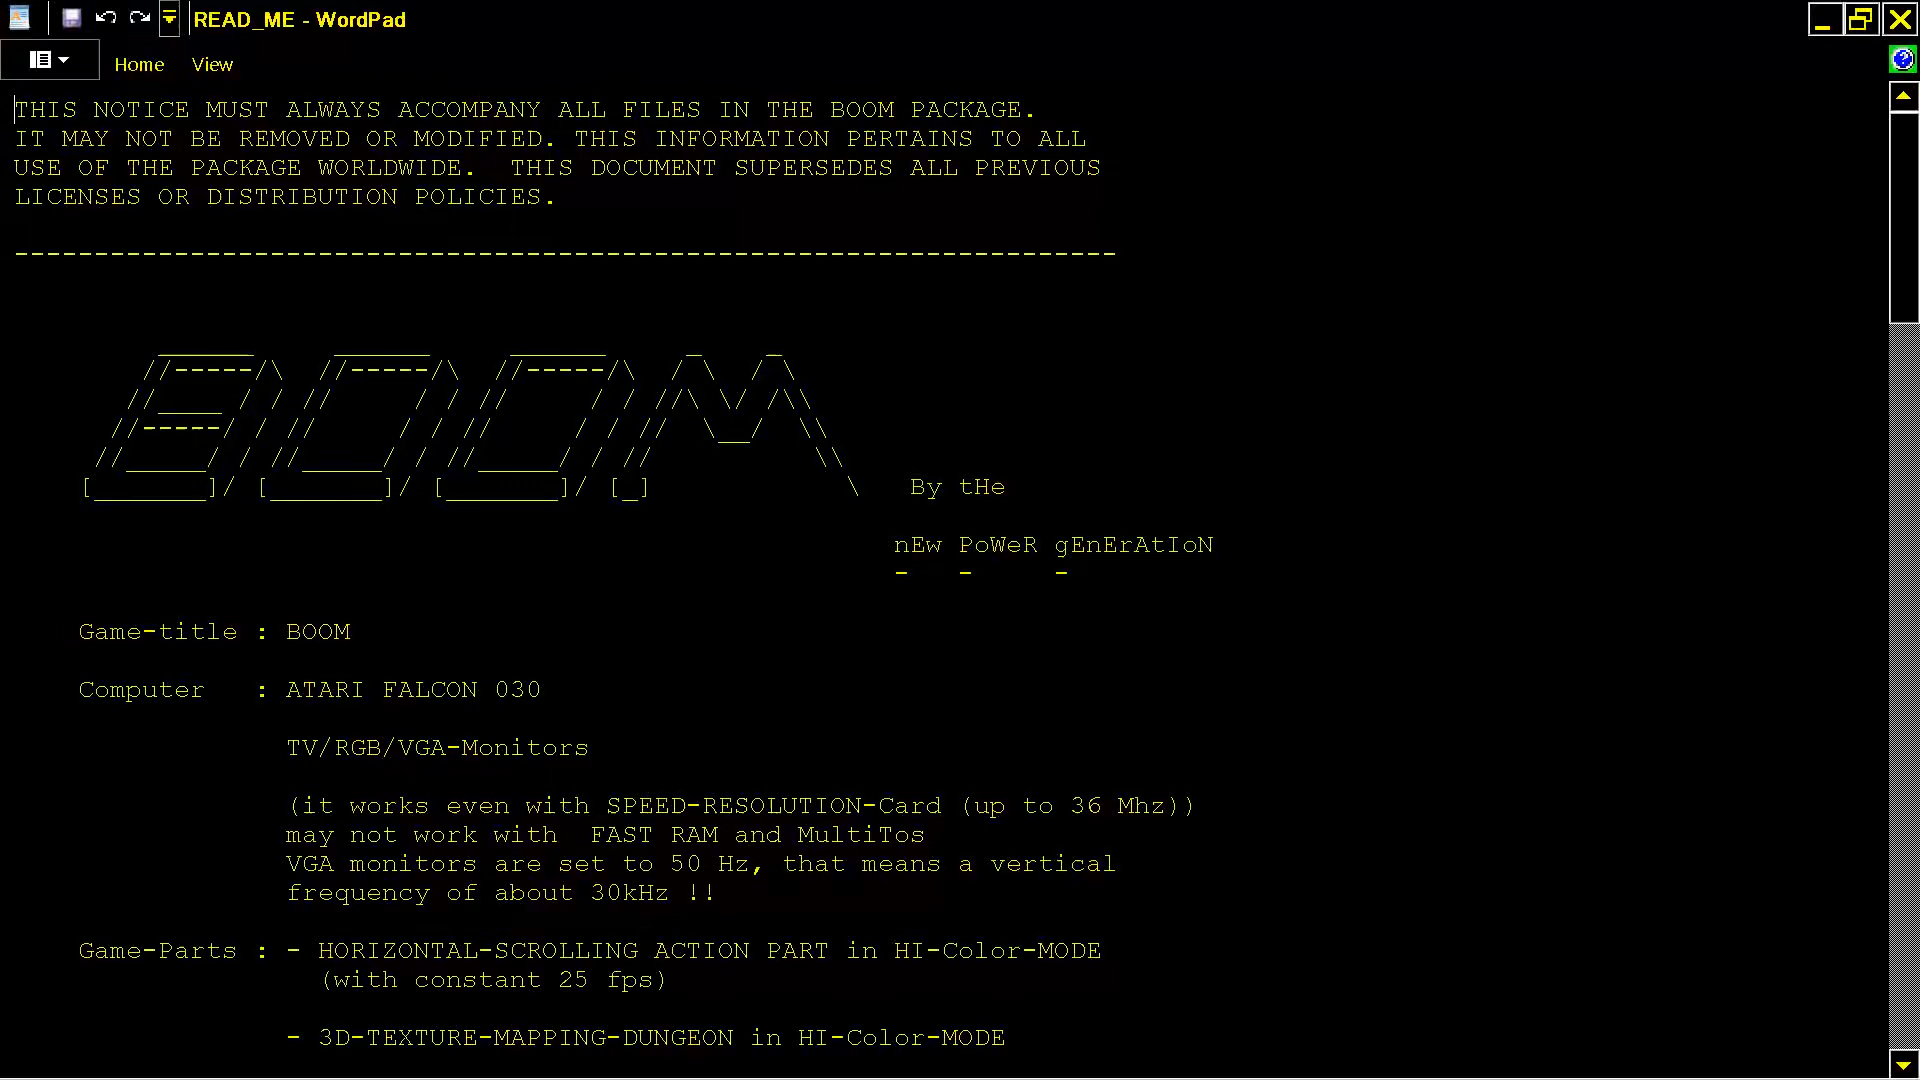 READ_ME - WordPad
Home View
THIS NOTICE MUST ALWAYS ACCOMPANY ALL FILES IN THE BOOM PACKAGE.
IT MAY NOT BE REMOVED OR MODIFIED. THIS INFORMATION PERTAINS TO ALL
USE OF THE PACKAGE WORLDWIDE.  THIS DOCUMENT SUPERSEDES ALL PREVIOUS
LICENSES OR DISTRIBUTION POLICIES.
---------------------------------------------------------------------
BOOM
By tHe
nEw PoWeR gEnErAtIoN
-   -     -
Game-title : BOOM
Computer   : ATARI FALCON 030
TV/RGB/VGA-Monitors
(it works even with SPEED-RESOLUTION-Card (up to 36 Mhz))
may not work with  FAST RAM and MultiTos
VGA monitors are set to 50 Hz, that means a vertical
frequency of about 30kHz !!
Game-Parts : - HORIZONTAL-SCROLLING ACTION PART in HI-Color-MODE
(with constant 25 fps)
- 3D-TEXTURE-MAPPING-DUNGEON in HI-Color-MODE